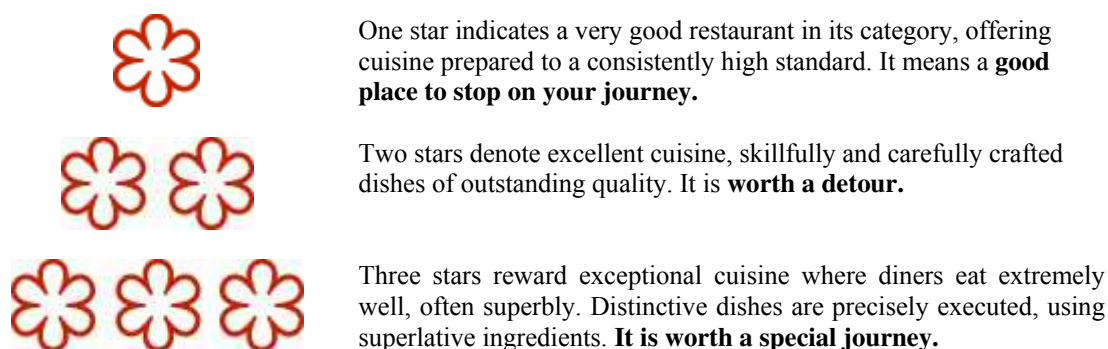 One star indicates a very good restaurant in its category, offering
cuisine prepared to a consistently high standard. It means a good
place to stop on your journey.
Two stars denote excellent cuisine, skillfully and carefully crafted
dishes of outstanding quality. It is worth a detour.
Three stars reward exceptional cuisine where diners eat extremely
well, often superbly. Distinctive dishes are precisely executed, using
superlative ingredients. It is worth a special journey.